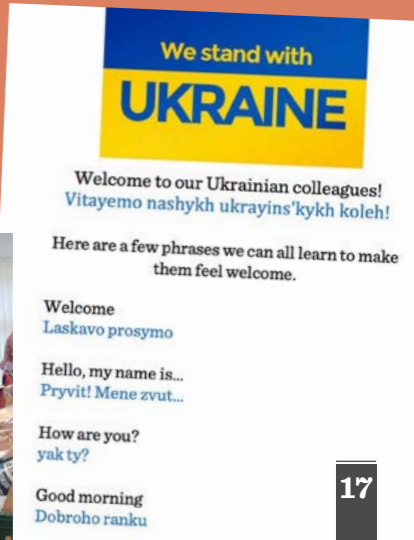 We stand with
UKRAINE
Welcome to our Ukrainian colleagues!
Vitayemo nashykh ukrayins'kykh koleh!
Here are a few phrases we can all learn to make
them feel welcome.
Welcome
Laskavo prosymo
Hello, my name is...
Pryvit! Mene zvut...
How are you?
yak ty?
Good morning
Dobroho ranku
17